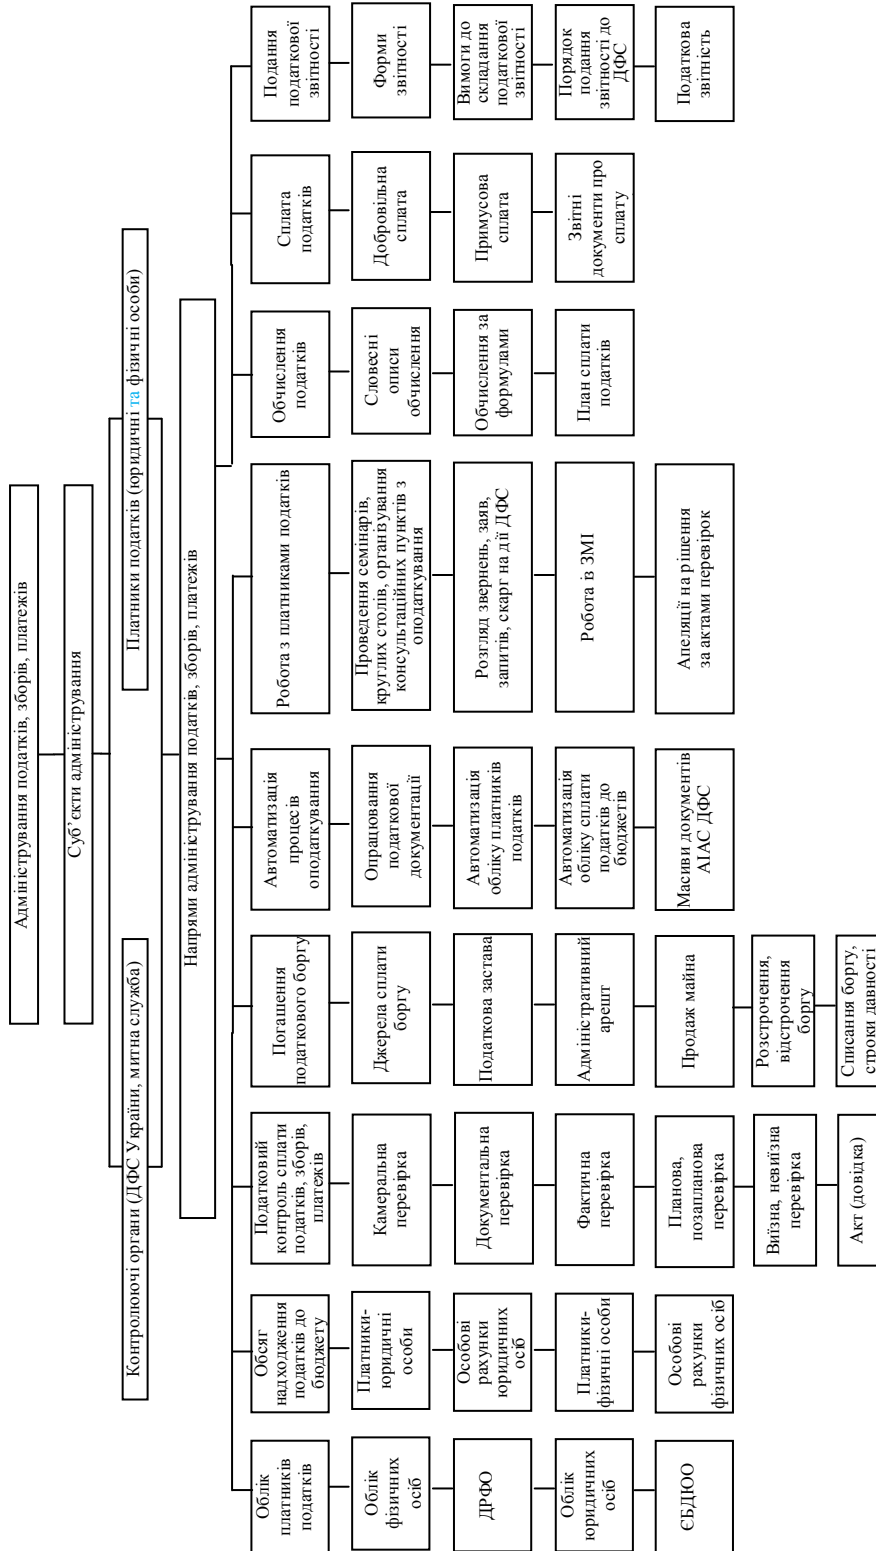 Адміністрування податків, зборів, платежів
Суб’єкти адміністрування
Контролюючі органи (ДФС України, митна служба)
Платники податків (юридичні та фізичні особи)
Напрями адміністрування податків, зборів, платежів
Облік
платників
податків
Облік
фізичних
осіб
ДРФО
Облік
юридичних
осіб
ЄБДЮО
Обсяг
надходження
податків до
бюджету
Платники-
юридичні
особи
Особові
рахунки
юридичних
осіб
Платники-
фізичні особи
Особові
рахунки
фізичних осіб
Податковий
контроль сплати
податків, зборів,
платежів
Камеральна
перевірка
Документальна
перевірка
Фактична
перевірка
Планова,
позапланова
перевірка
Виїзна, невиїзна
перевірка
Акт (довідка)
Погашення
податкового боргу
Джерела сплати
боргу
Податкова застава
Адміністративний
арешт
Продаж майна
Розстрочення,
відстрочення
боргу
Списання боргу,
строки давності
Автоматизація
процесів
оподаткування
Опрацювання
податкової
документації
Автоматизація
обліку платників
податків
Автоматизація
обліку сплати
податків до
бюджетів
Масиви документів
АІАС ДФС
Робота з платниками податків
Проведення семінарів,
круглих столів, організування
консультаційних пунктів з
оподаткування
Розгляд звернень, заяв,
запитів, скарг на дії ДФС
Робота із ЗМІ
Апеляції на рішення
за актами перевірок
Обчислення
податків
Словесні
описи
обчислення
Обчислення за
формулами
План сплати
податків
Сплата
податків
Добровільна
сплата
Примусова
сплата
Звітні
документи про
сплату
Подання
податкової
звітності
Форми
звітності
Вимоги до
складання
податкової
звітності
Порядок
подання
звітності до
ДФС
Податкова
звітність